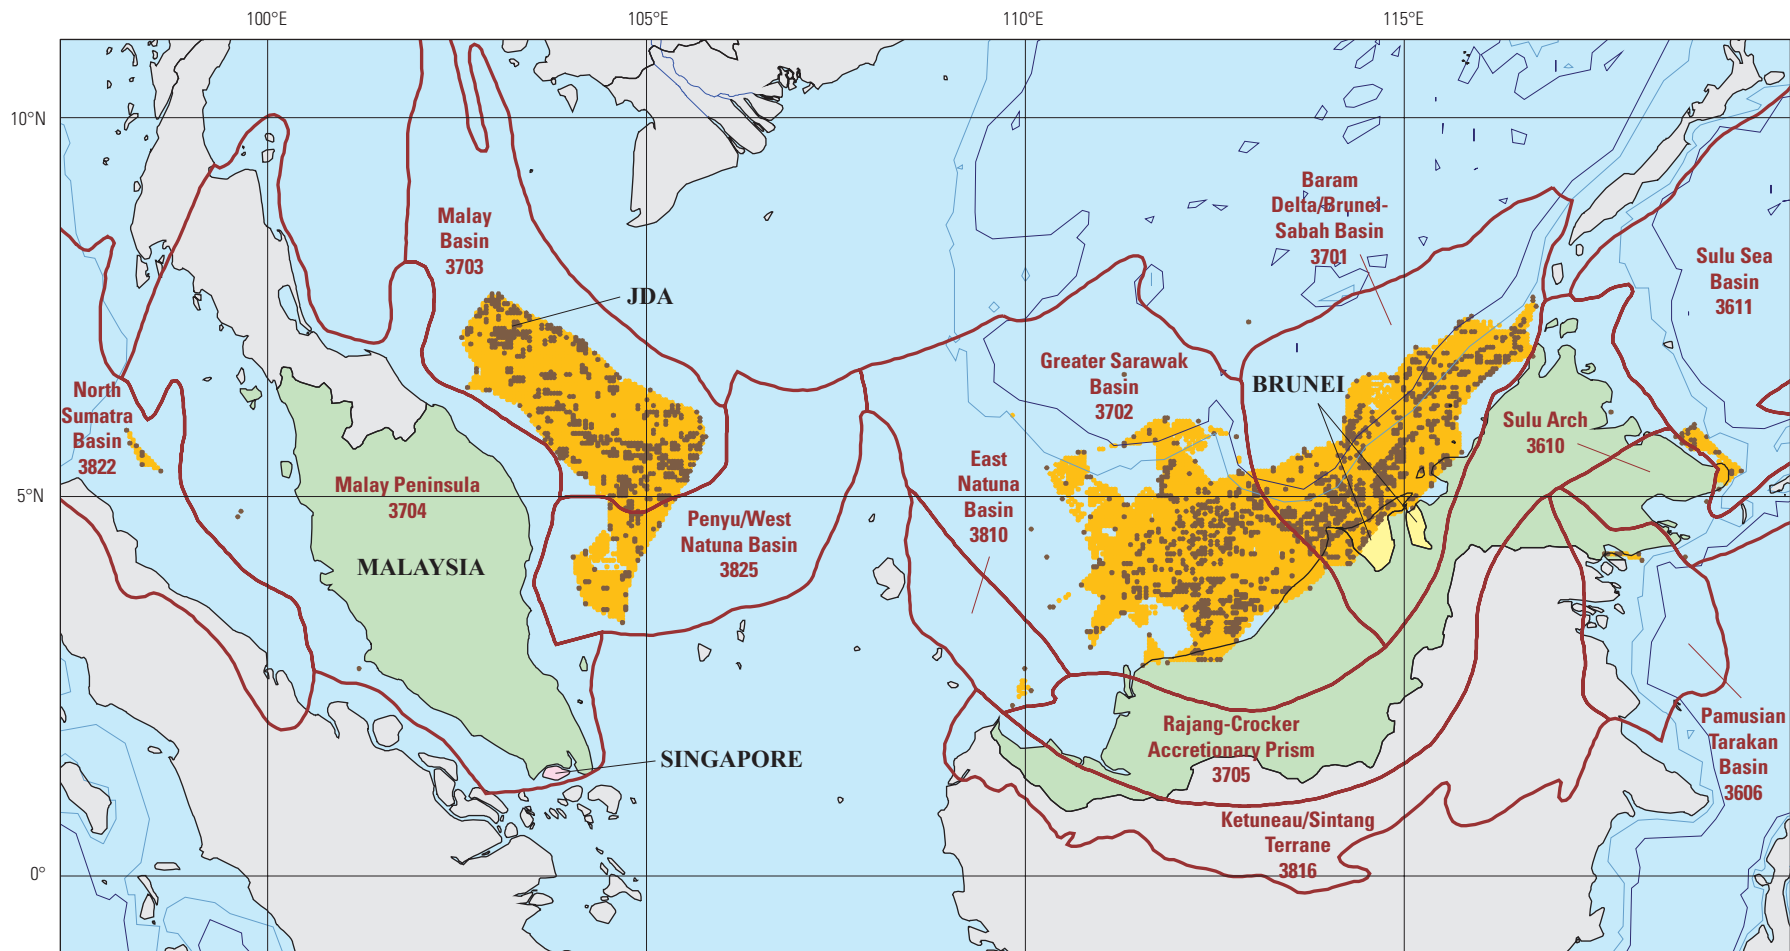 100°E
105°E
110°E
115°E
10°N
5°N
0°
Malay
Basin
3703
JDA
Baram
Delta/Brunei-
Sabah Basin
3701
Sulu Sea
Basin
3611
North
Sumatra
Basin
3822
Greater Sarawak
Basin
3702
BRUNEI
Sulu Arch
3610
Malay Peninsula
3704
MALAYSIA
Penyu/West
Natuna Basin
3825
East
Natuna
Basin
3810
SINGAPORE
Rajang-Crocker
Accretionary Prism
3705
Pamusian
Tarakan
Basin
3606
Ketuneau/Sintang
Terrane
3816